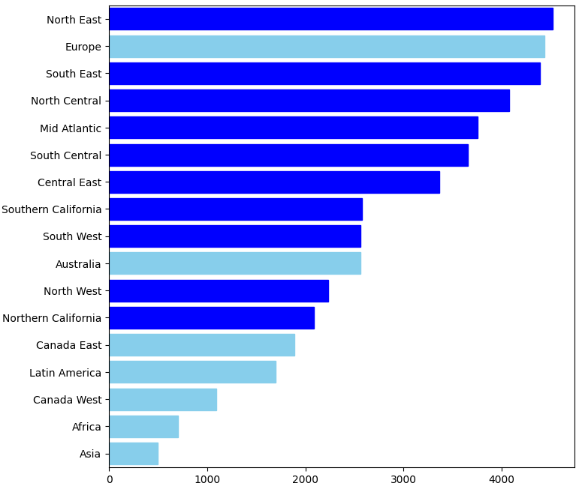 North East
Europe
South East
North Central
Mid Atlantic
South Central
Central East
Southern California
South West
Australia
North West
Northern California
Canada East
Latin America
Canada West
Africa
Asia
0 1000 2000 3000 4000